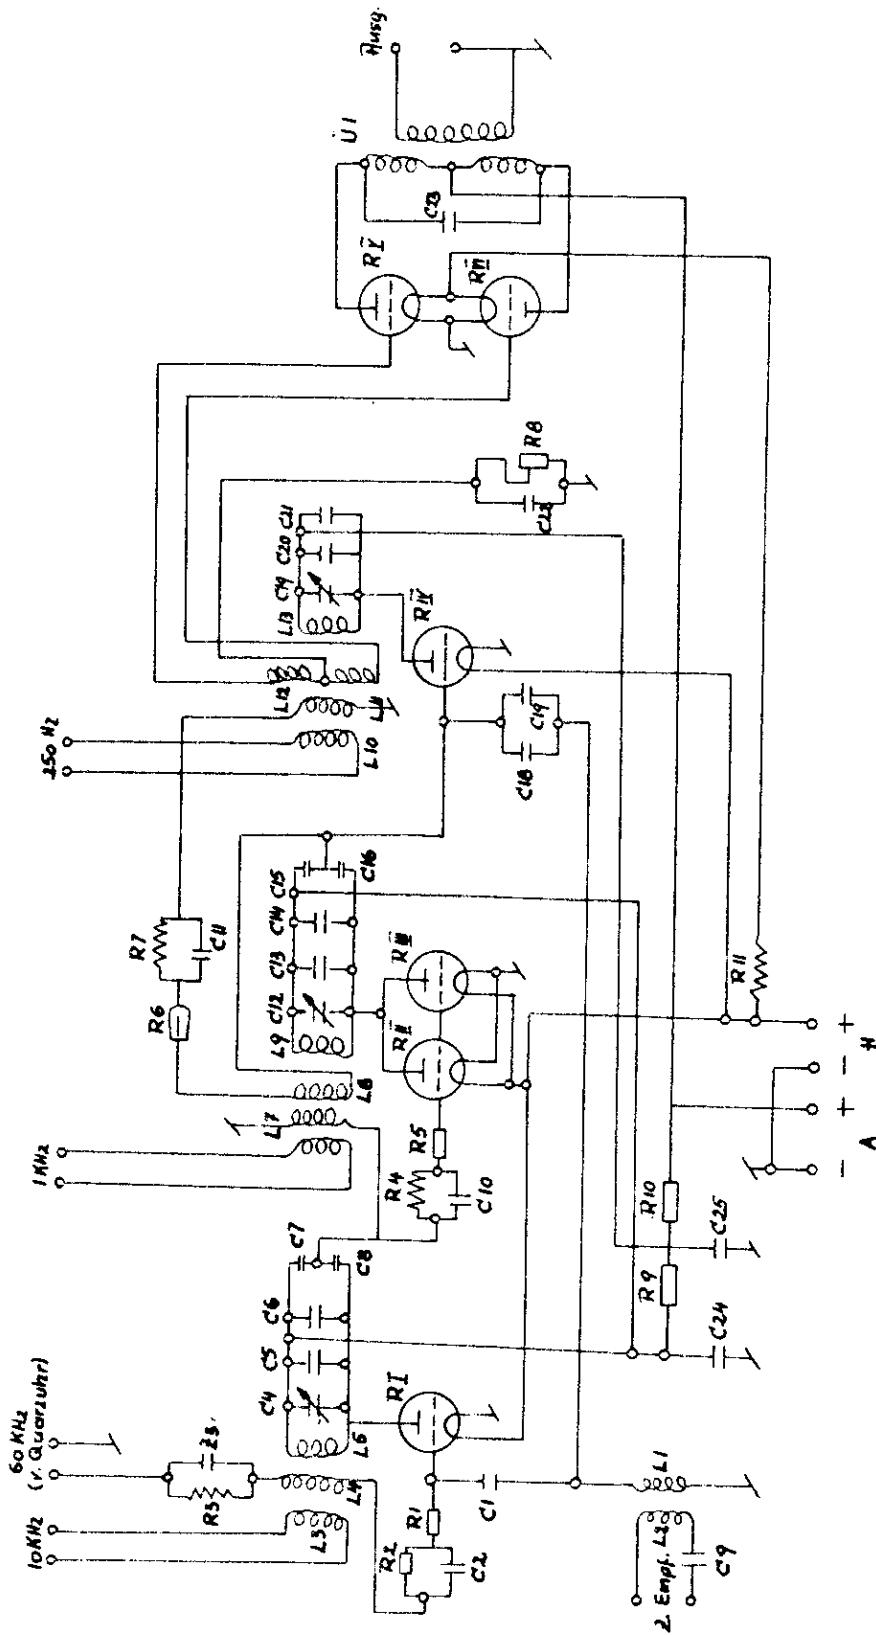 60 KHz
(v. Quarzuhr)
10 KHz
1 KHz
250 Hz
Ausg.
Ü1
R3
C3.
L3
L4
R2
C2
R1
C1
L1
2. Empf.
L2
C9
RI
L5
C4
C5
C6
C7
C8
R4
C10
R5
L7
L8
RII
RIII
L9
C12
C13
C14
C15
C16
R6
R7
C11
L10
L11
L12
L13
C19
C20
C21
RIV
C18
C19
C22
R8
RV
RVI
C23
R9
R10
R11
C24
C25
- + - +
A H